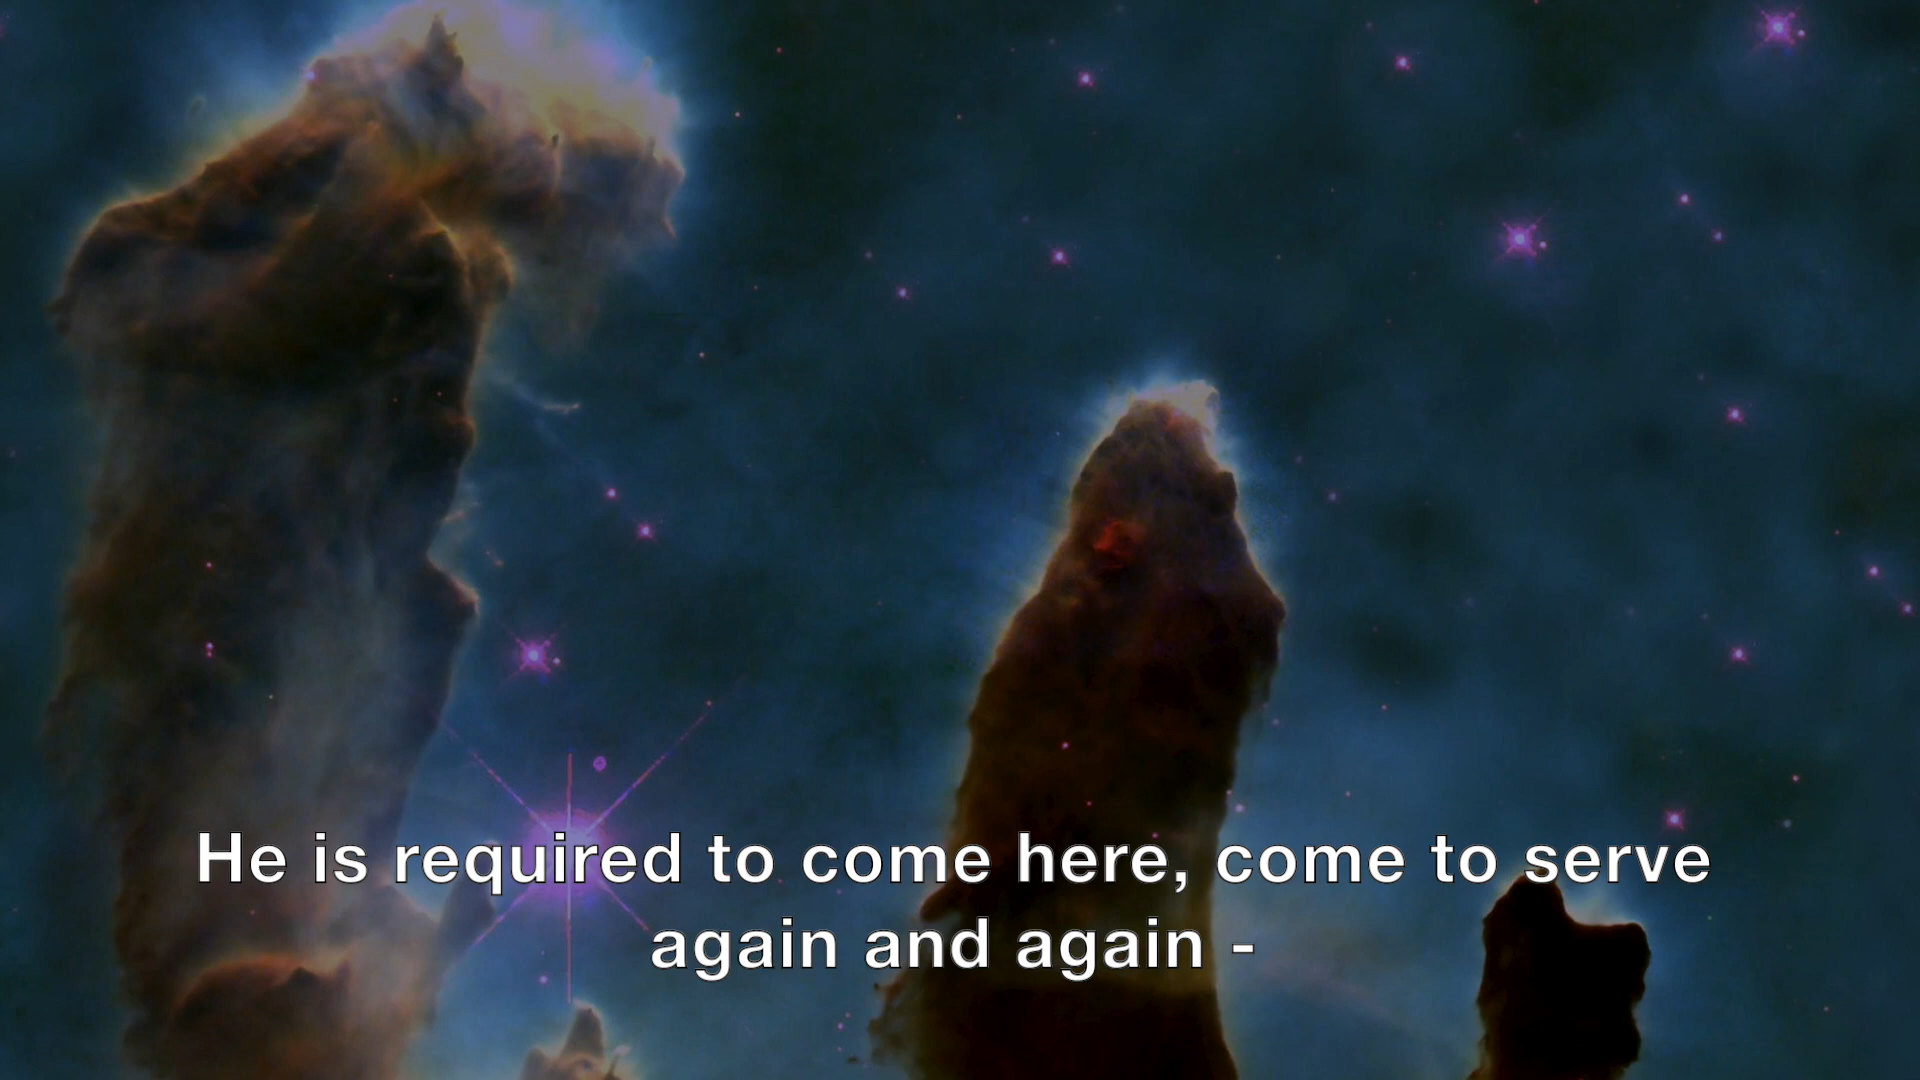 He is required to come here, come to serve
again and again -